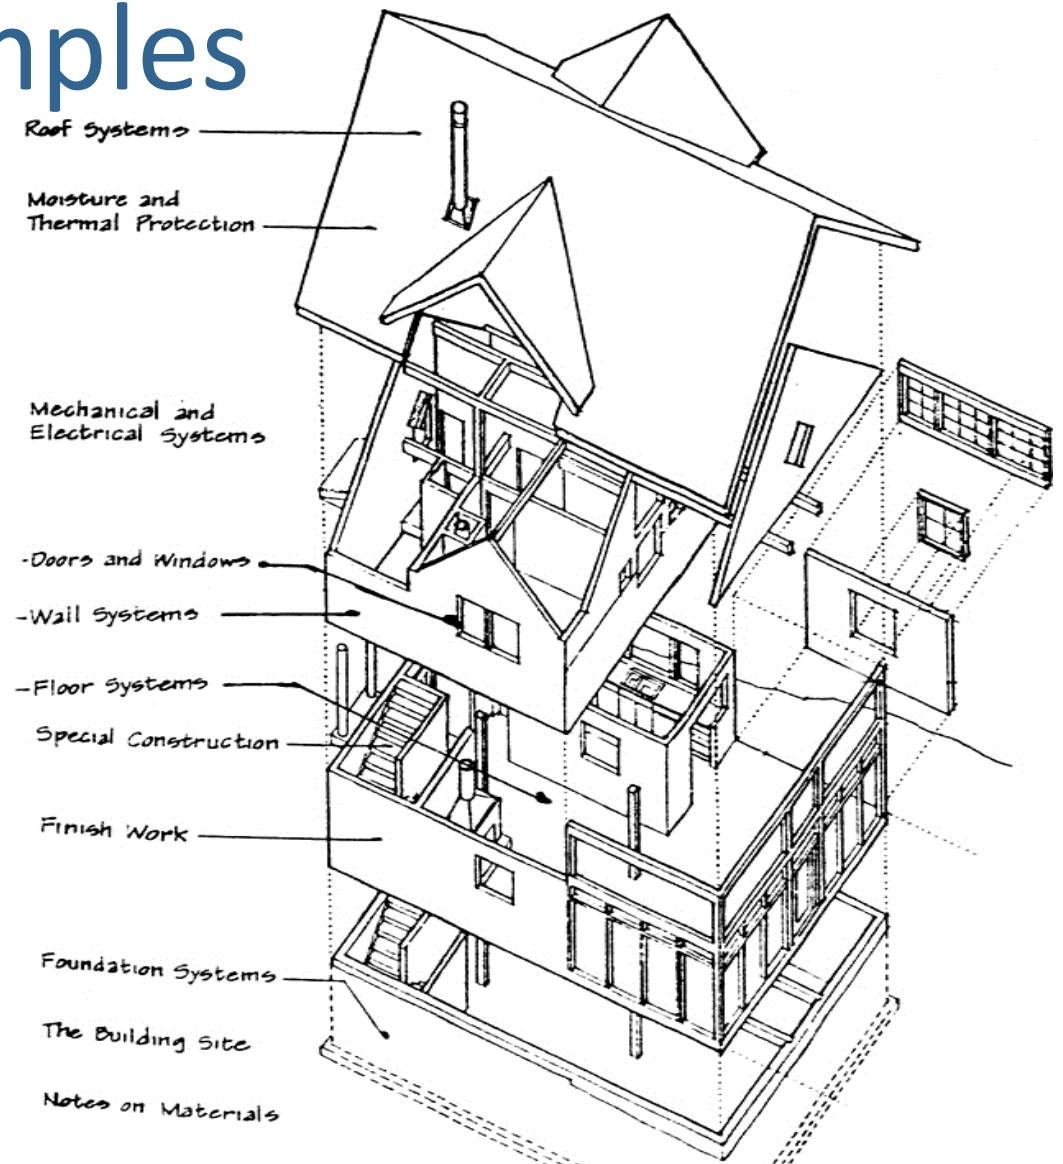 mples
Roof Systems
Moisture and
Thermal Protection
Mechanical and
Electrical Systems
-Doors and Windows
-Wall Systems
-Floor Systems
Special Construction
Finish Work
Foundation Systems
The Building Site
Notes on Materials